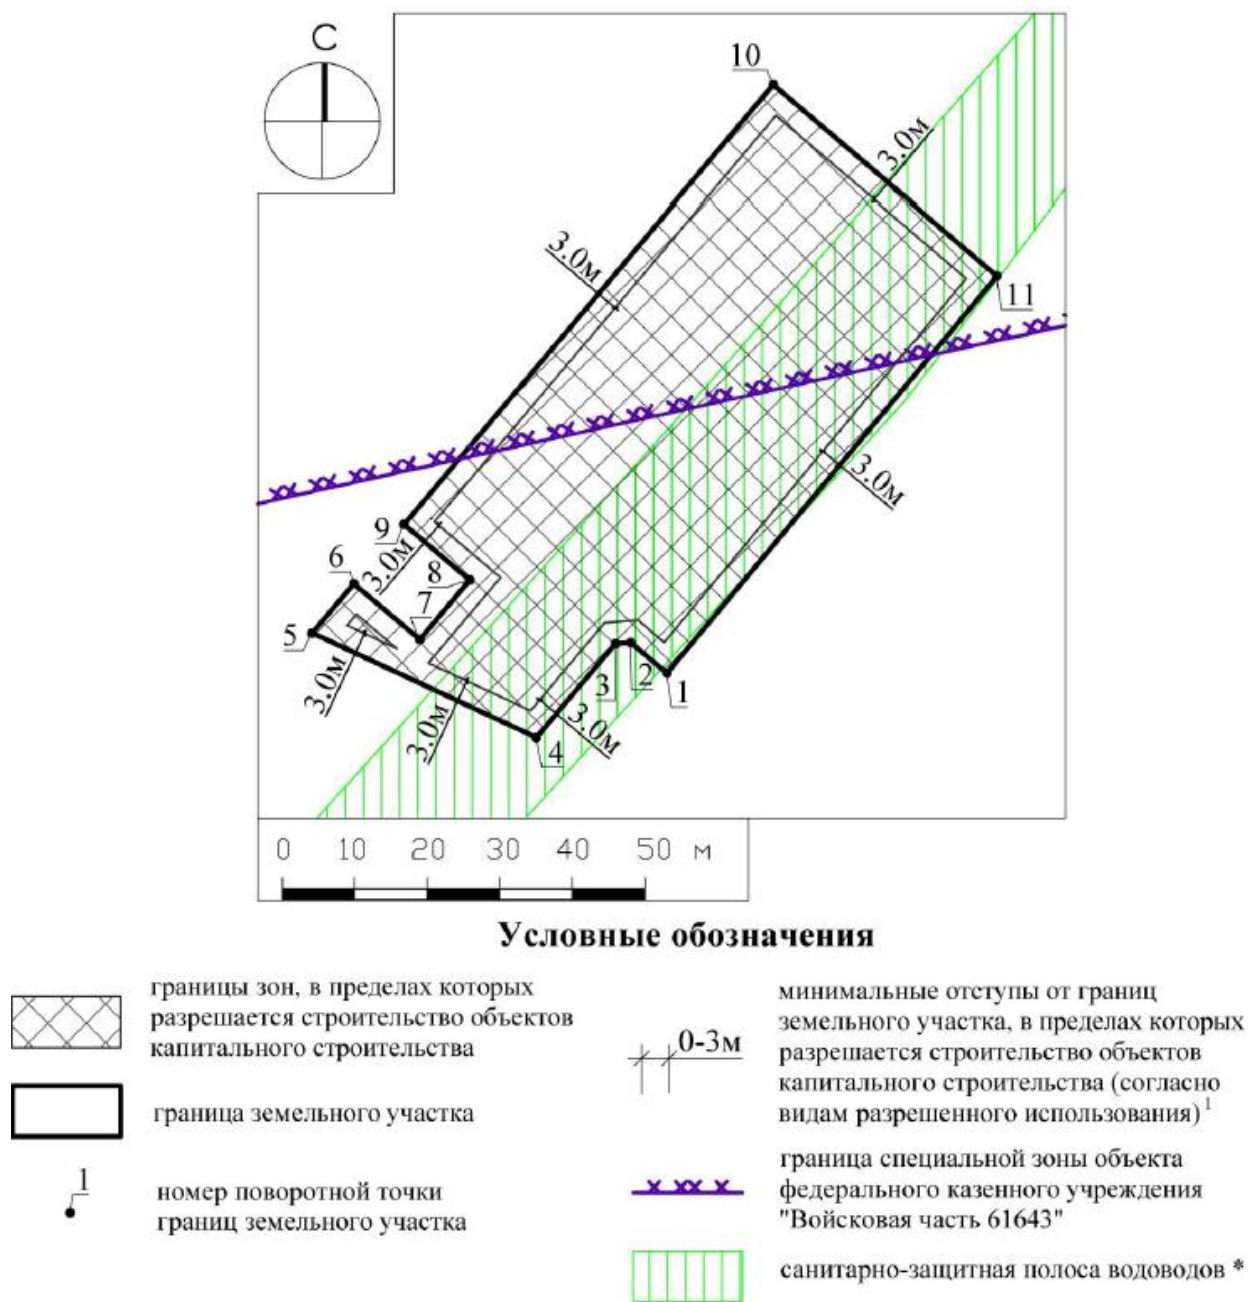 С
10
3.0м
3.0м
11
9
3.0м
8
6
7
5
3.0м
3.0м
3.0м
3.0м
3
2
1
4
0 10 20 30 40 50 м
Условные обозначения
границы зон, в пределах которых
разрешается строительство объектов
капитального строительства
граница земельного участка
1
номер поворотной точки
границ земельного участка
0-3м
минимальные отступы от границ
земельного участка, в пределах которых
разрешается строительство объектов
капитального строительства (согласно
видам разрешенного использования)¹
граница специальной зоны объекта
федерального казенного учреждения
"Войсковая часть 61643"
санитарно-защитная полоса водоводов *